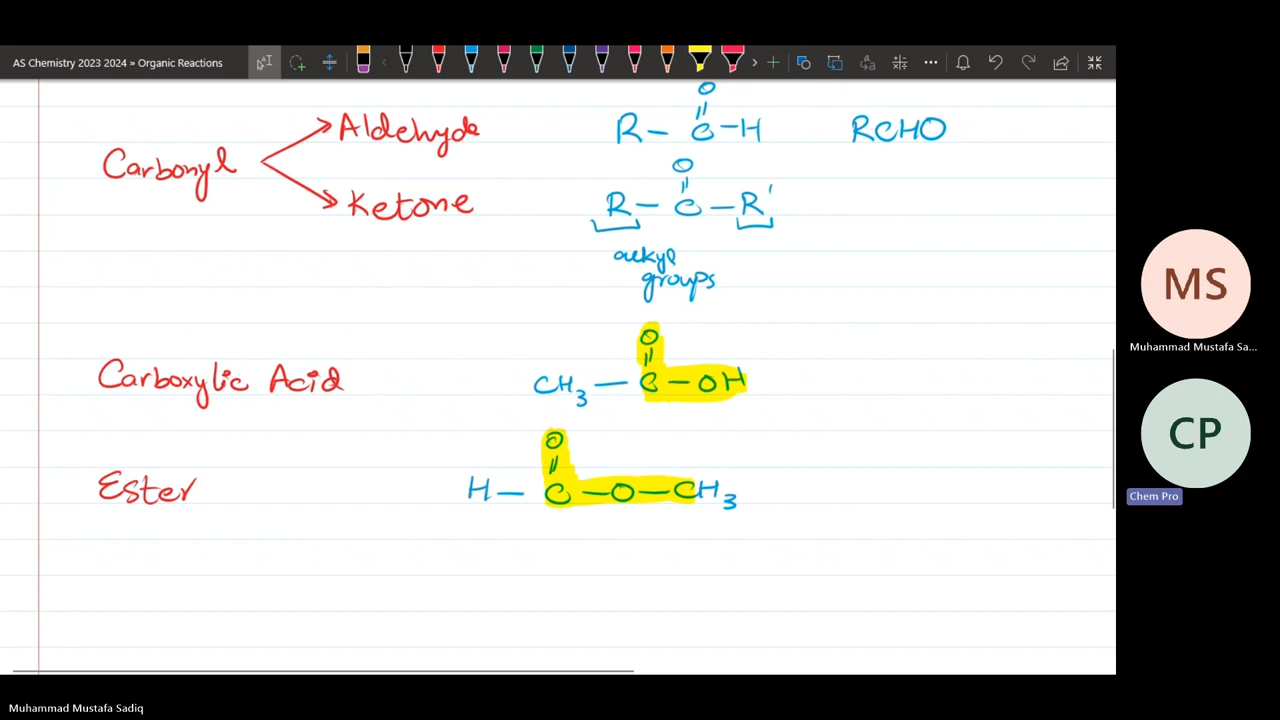 AS Chemistry 2023 2024 » Organic Reactions
O
Carbonyl
Aldehyde
R – C – H
RCHO
O
Ketone
R – C – R'
alkyl
groups
O
Carboxylic Acid
CH3 — C – OH
O
Ester
H – C – O – CH3
MS
Muhammad Mustafa Sa...
CP
Chem Pro
Muhammad Mustafa Sadiq